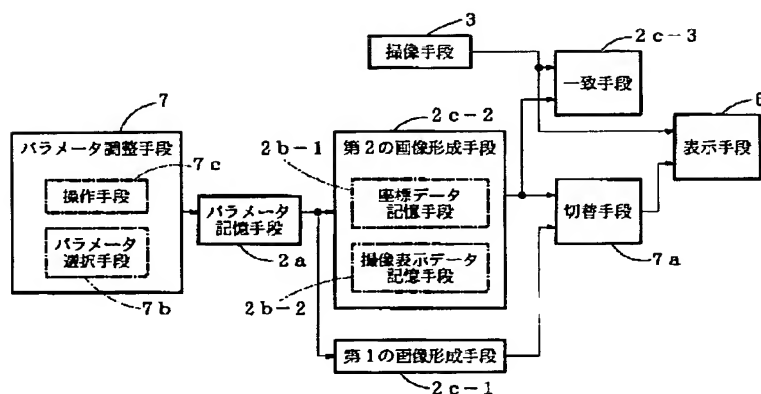 3
撮像手段
2c-3
一致手段
6
表示手段
7
パラメータ調整手段
7c
操作手段
パラメータ
選択手段
7b
パラメータ
記憶手段
2a
2c-2
第2の画像形成手段
2b-1
座標データ
記憶手段
撮像表示データ
記憶手段
2b-2
切替手段
7a
第1の画像形成手段
2c-1